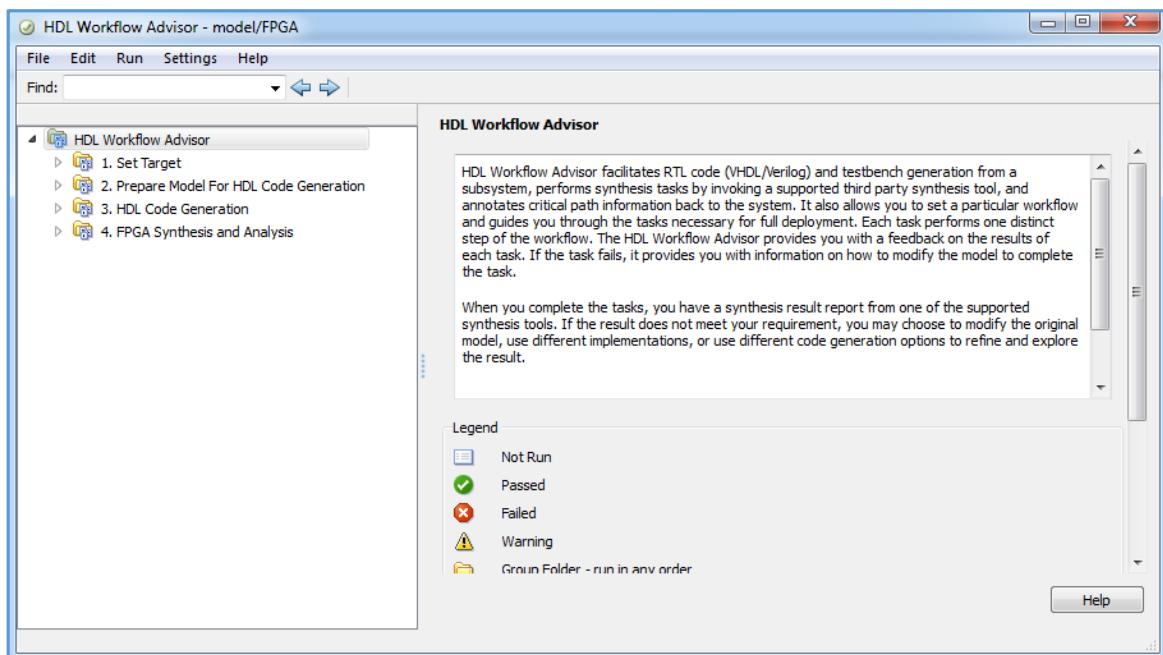 HDL Workflow Advisor - model/FPGA
File Edit Run Settings Help
Find:
HDL Workflow Advisor
1. Set Target
2. Prepare Model For HDL Code Generation
3. HDL Code Generation
4. FPGA Synthesis and Analysis
HDL Workflow Advisor
HDL Workflow Advisor facilitates RTL code (VHDL/Verilog) and testbench generation from a
subsystem, performs synthesis tasks by invoking a supported third party synthesis tool, and
annotates critical path information back to the system. It also allows you to set a particular workflow
and guides you through the tasks necessary for full deployment. Each task performs one distinct
step of the workflow. The HDL Workflow Advisor provides you with a feedback on the results of
each task. If the task fails, it provides you with information on how to modify the model to complete
the task.
When you complete the tasks, you have a synthesis result report from one of the supported
synthesis tools. If the result does not meet your requirement, you may choose to modify the original
model, use different implementations, or use different code generation options to refine and explore
the result.
Legend
Not Run
Passed
Failed
Warning
Group Folder - run in any order
Help